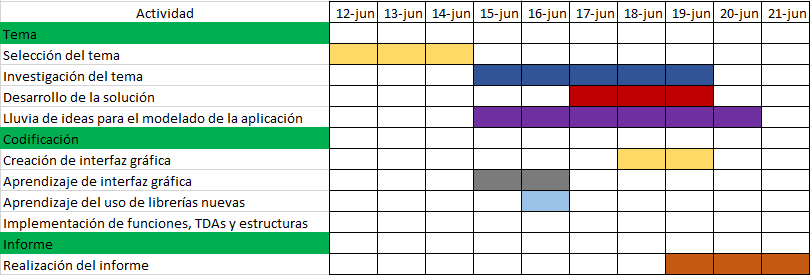 Actividad 12-jun 13-jun 14-jun 15-jun 16-jun 17-jun 18-jun 19-jun 20-jun 21-jun
Tema
Selección del tema
Investigación del tema
Desarrollo de la solución
Lluvia de ideas para el modelado de la aplicación
Codificación
Creación de interfaz gráfica
Aprendizaje de interfaz gráfica
Aprendizaje del uso de librerías nuevas
Implementación de funciones, TDAs y estructuras
Informe
Realización del informe